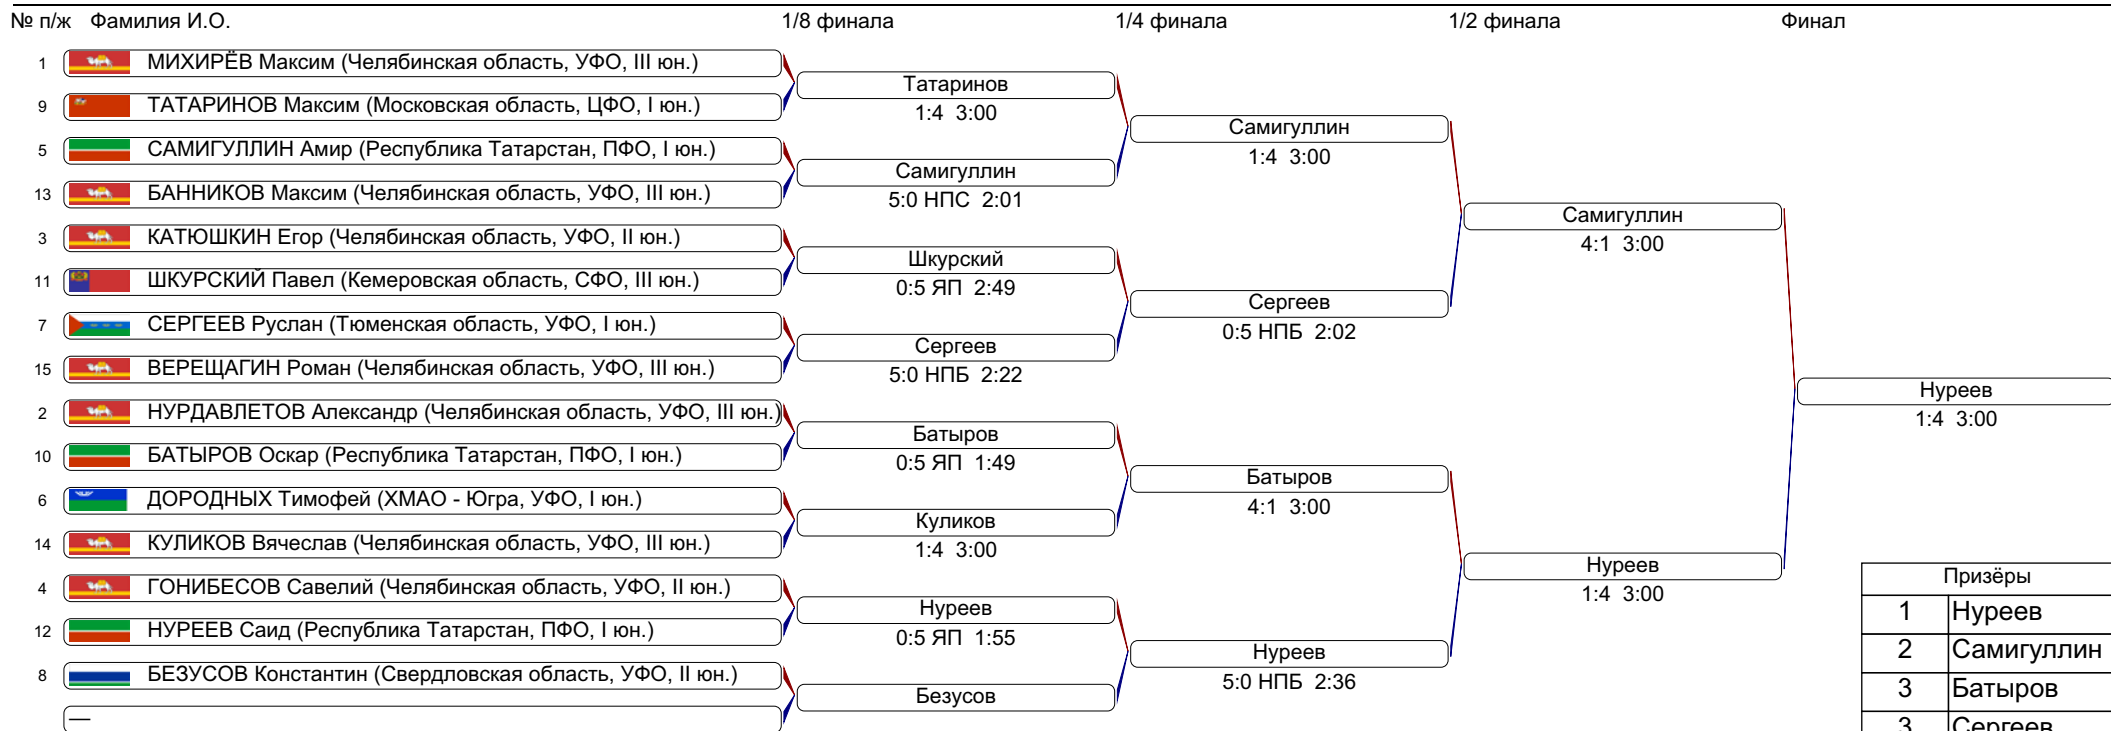 № п/ж Фамилия И.О. 1/8 финала 1/4 финала 1/2 финала Финал
1 МИХИРЁВ Максим (Челябинская область, УФО, III юн.)
Татаринов
9 ТАТАРИНОВ Максим (Московская область, ЦФО, I юн.)
1:4 3:00
Самигуллин
1:4 3:00
5 САМИГУЛЛИН Амир (Республика Татарстан, ПФО, I юн.)
Самигуллин
13 БАННИКОВ Максим (Челябинская область, УФО, III юн.)
5:0 НПС 2:01
Самигуллин
4:1 3:00
3 КАТЮШКИН Егор (Челябинская область, УФО, II юн.)
Шкурский
11 ШКУРСКИЙ Павел (Кемеровская область, СФО, III юн.)
0:5 ЯП 2:49
Сергеев
0:5 НПБ 2:02
7 СЕРГЕЕВ Руслан (Тюменская область, УФО, I юн.)
Сергеев
15 ВЕРЕЩАГИН Роман (Челябинская область, УФО, III юн.)
5:0 НПБ 2:22
Нуреев
1:4 3:00
2 НУРДАВЛЕТОВ Александр (Челябинская область, УФО, III юн.)
Батыров
10 БАТЫРОВ Оскар (Республика Татарстан, ПФО, I юн.)
0:5 ЯП 1:49
Батыров
4:1 3:00
6 ДОРОДНЫХ Тимофей (ХМАО - Югра, УФО, I юн.)
Куликов
14 КУЛИКОВ Вячеслав (Челябинская область, УФО, III юн.)
1:4 3:00
Нуреев
1:4 3:00
4 ГОНИБЕСОВ Савелий (Челябинская область, УФО, II юн.)
Нуреев
12 НУРЕЕВ Саид (Республика Татарстан, ПФО, I юн.)
0:5 ЯП 1:55
Нуреев
5:0 НПБ 2:36
8 БЕЗУСОВ Константин (Свердловская область, УФО, II юн.)
Безусов
—
Призёры
1 Нуреев
2 Самигуллин
3 Батыров
3 Сергеев